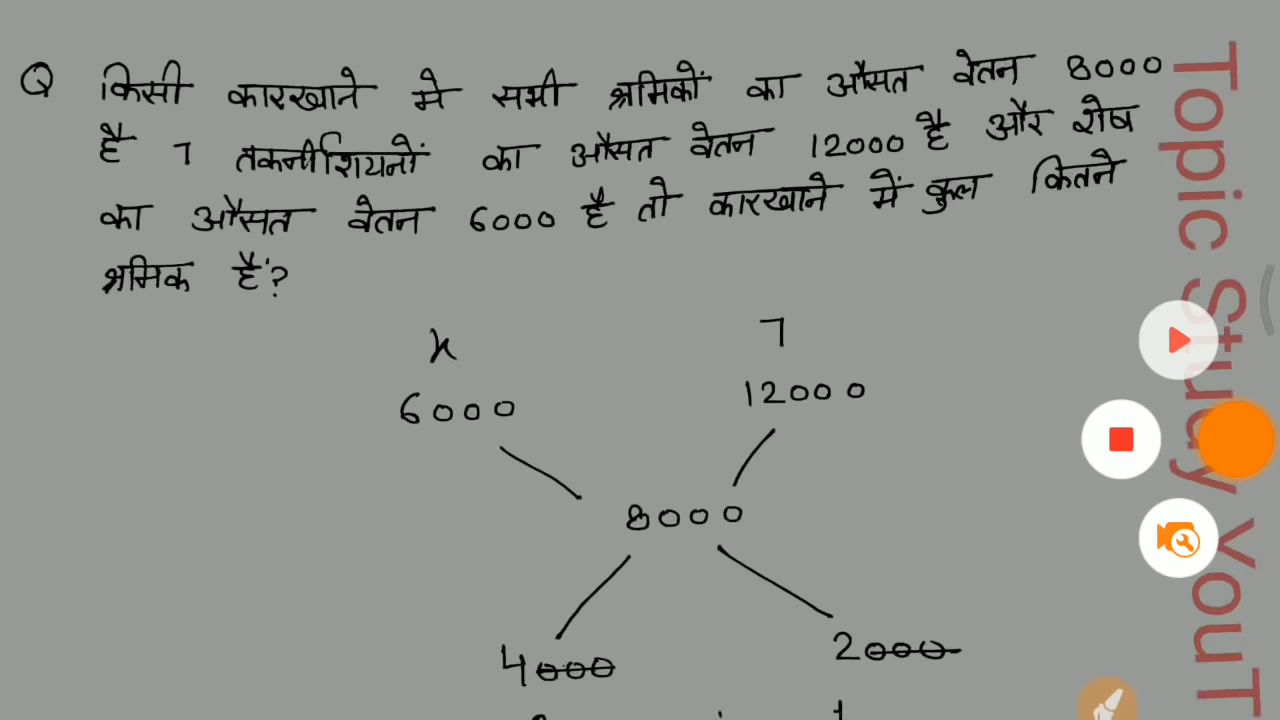 Q किसी कारखाने मे सभी श्रमिकों का औसत वेतन 8000
है 7 तकनीशियनों का औसत वेतन 12000 है और शेष
का औसत वेतन 6000 है तो कारखाने में कुल कितने
श्रमिक हैं?
x 7
6000 12000
8000
4000 2000
Topic Study YouT